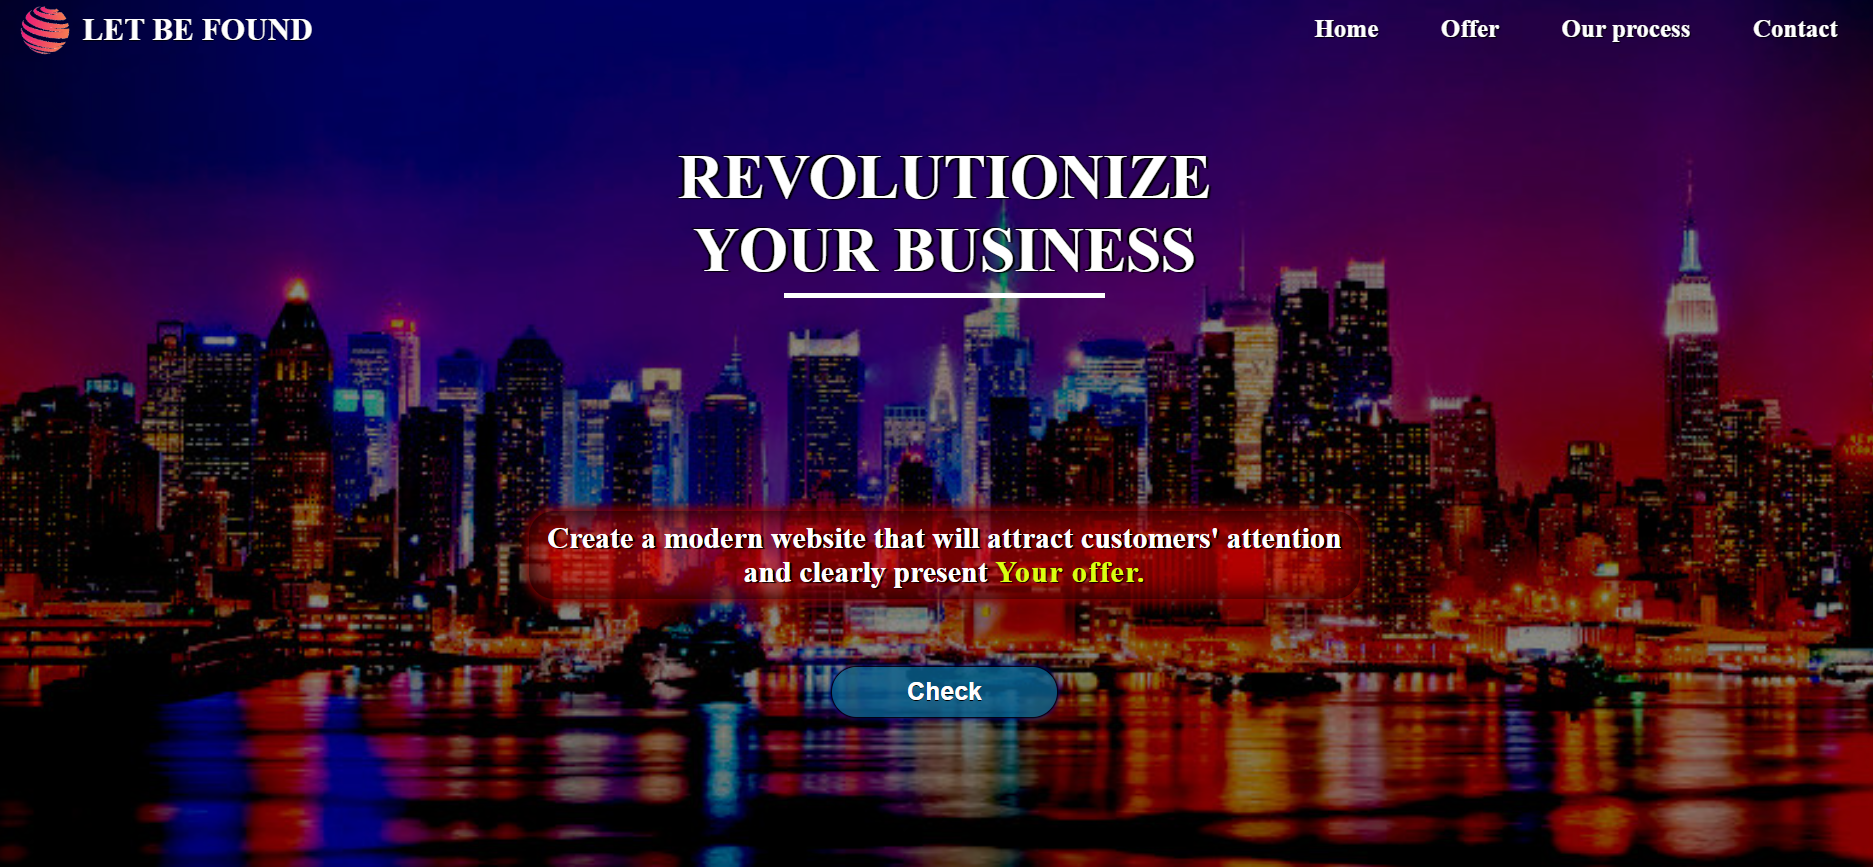 LET BE FOUND
Home
Offer
Our process
Contact
REVOLUTIONIZE
YOUR BUSINESS
Create a modern website that will attract customers' attention
and clearly present Your offer.
Check